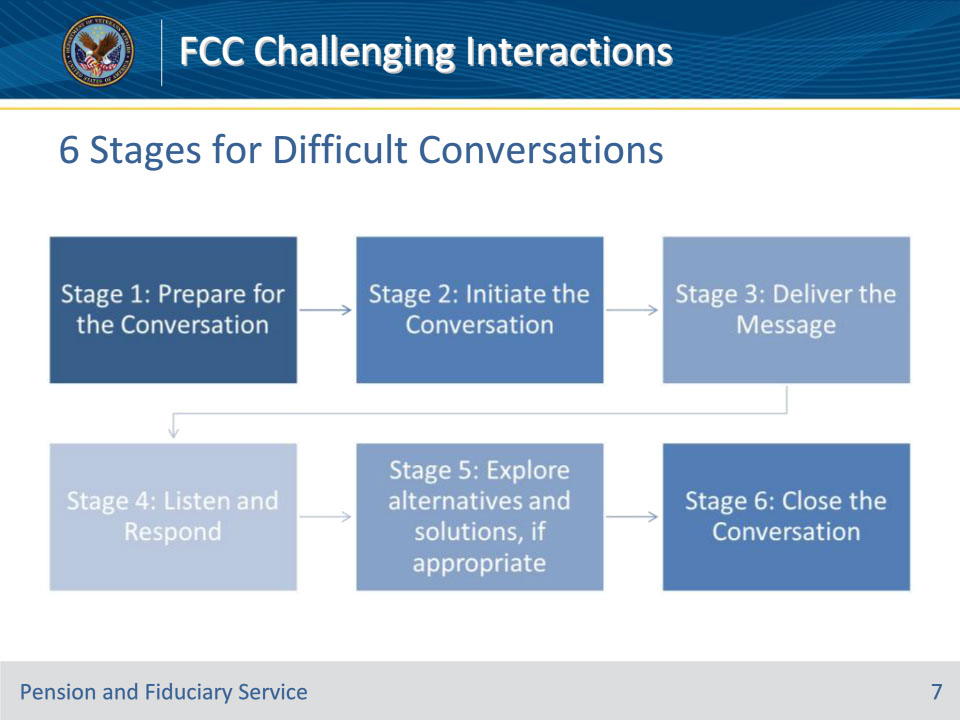 FCC Challenging Interactions
6 Stages for Difficult Conversations
Stage 1: Prepare for
the Conversation
Stage 2: Initiate the
Conversation
Stage 3: Deliver the
Message
Stage 4: Listen and
Respond
Stage 5: Explore
alternatives and
solutions, if
appropriate
Stage 6: Close the
Conversation
Pension and Fiduciary Service
7